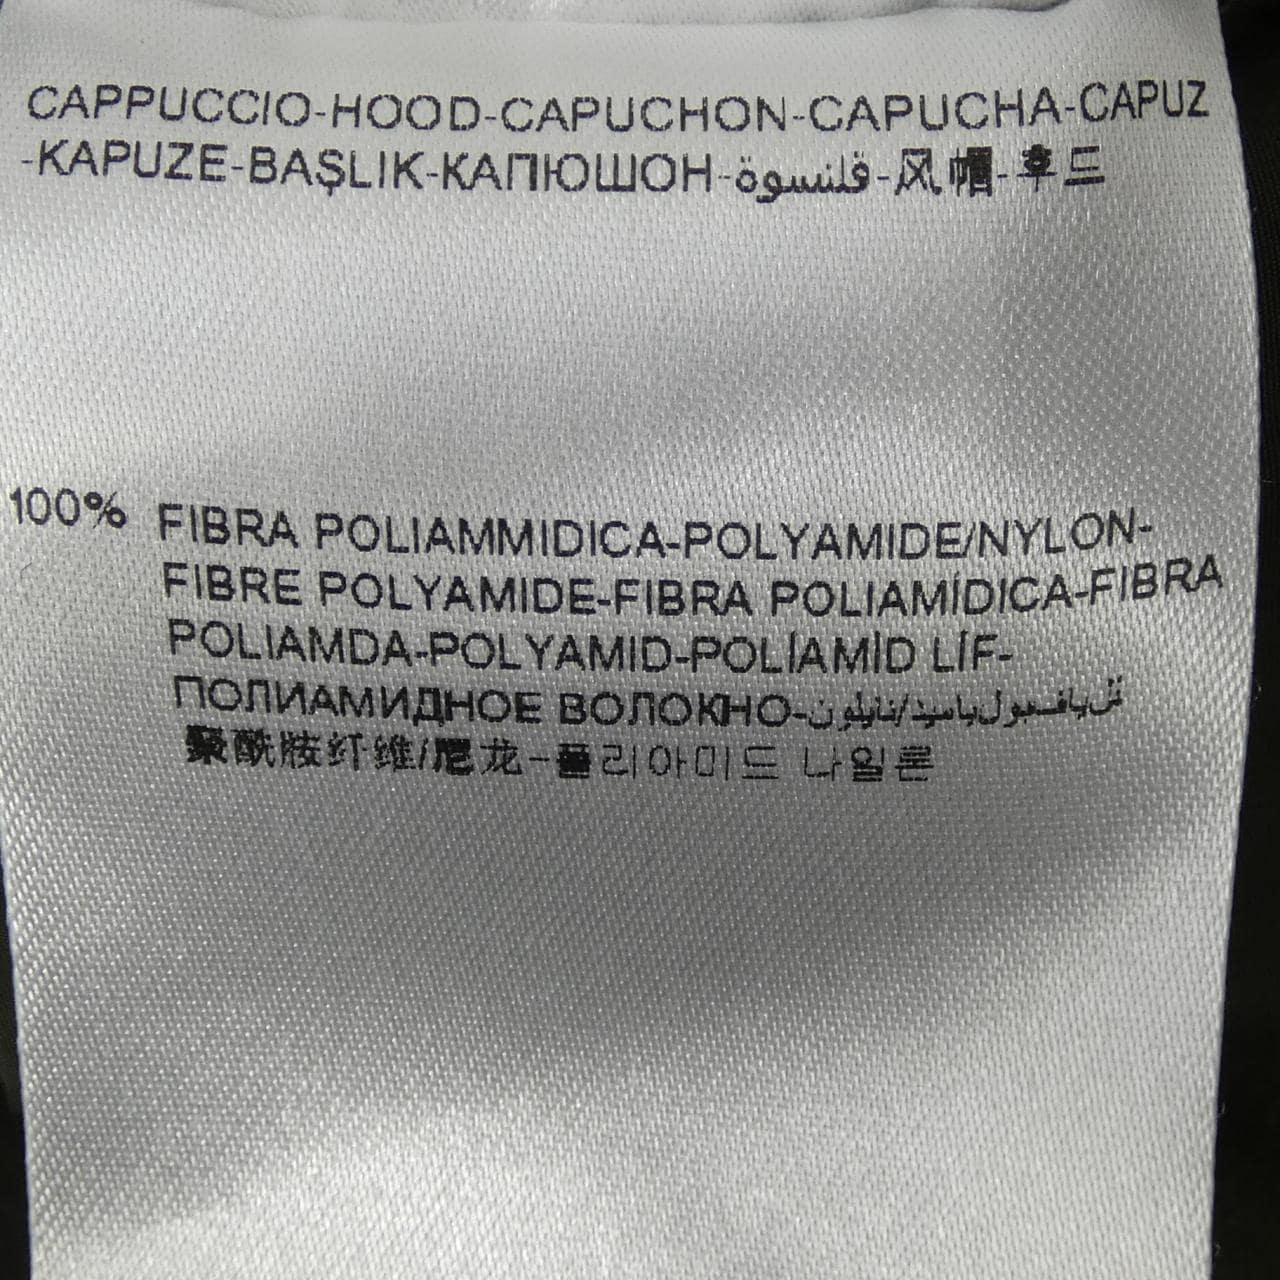 CAPPUCCIO-HOOD-CAPUCHON-CAPUCHA-CAPUZ
-KAPUZE-BAŞLIK-КАПЮШОН-قلنسوة-风帽-후드
100% FIBRA POLIAMMIDICA-POLYAMIDE/NYLON-
FIBRE POLYAMIDE-FIBRA POLIAMÍDICA-FIBRA
POLIAMDA-POLYAMID-POLİAMİD LİF-
ПОЛИАМИДНОЕ ВОЛОКНО-
聚酰胺纤维/尼龙-폴리아미드 나일론